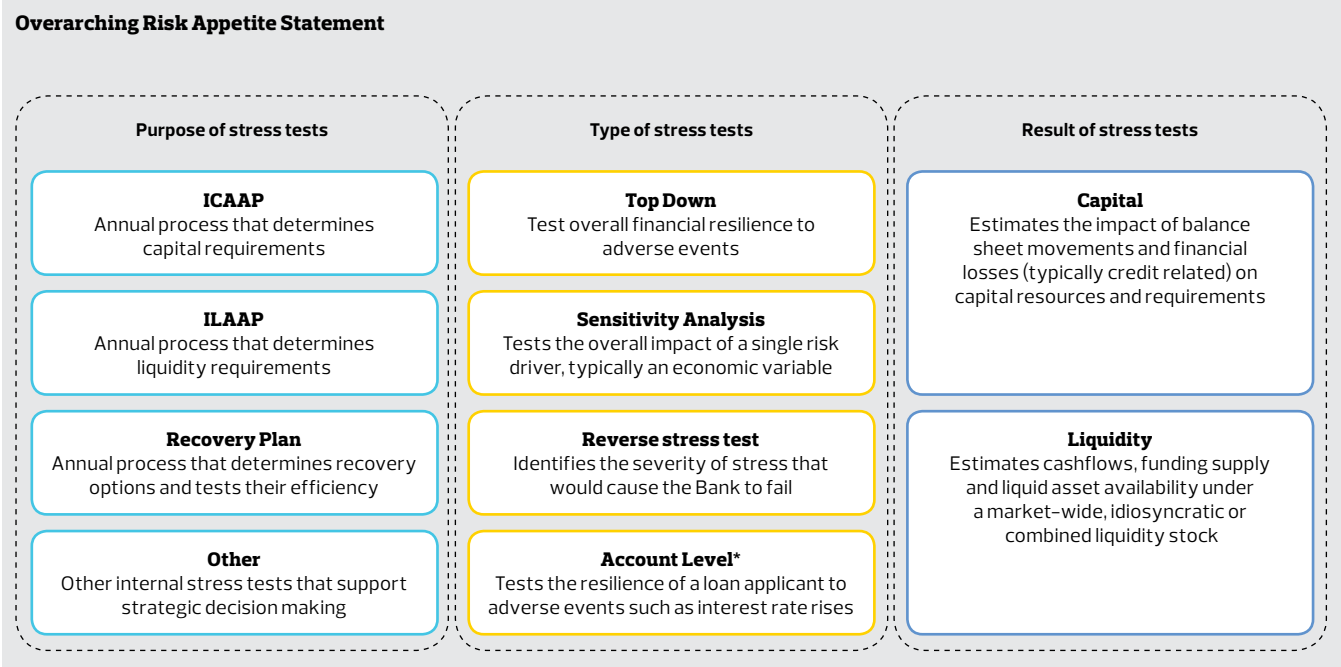 Overarching Risk Appetite Statement
Purpose of stress tests
ICAAP
Annual process that determines
capital requirements
ILAAP
Annual process that determines
liquidity requirements
Recovery Plan
Annual process that determines recovery
options and tests their efficiency
Other
Other internal stress tests that support
strategic decision making
Type of stress tests
Top Down
Test overall financial resilience to
adverse events
Sensitivity Analysis
Tests the overall impact of a single risk
driver, typically an economic variable
Reverse stress test
Identifies the severity of stress that
would cause the Bank to fail
Account Level*
Tests the resilience of a loan applicant to
adverse events such as interest rate rises
Result of stress tests
Capital
Estimates the impact of balance
sheet movements and financial
losses (typically credit related) on
capital resources and requirements
Liquidity
Estimates cashflows, funding supply
and liquid asset availability under
a market-wide, idiosyncratic or
combined liquidity stock